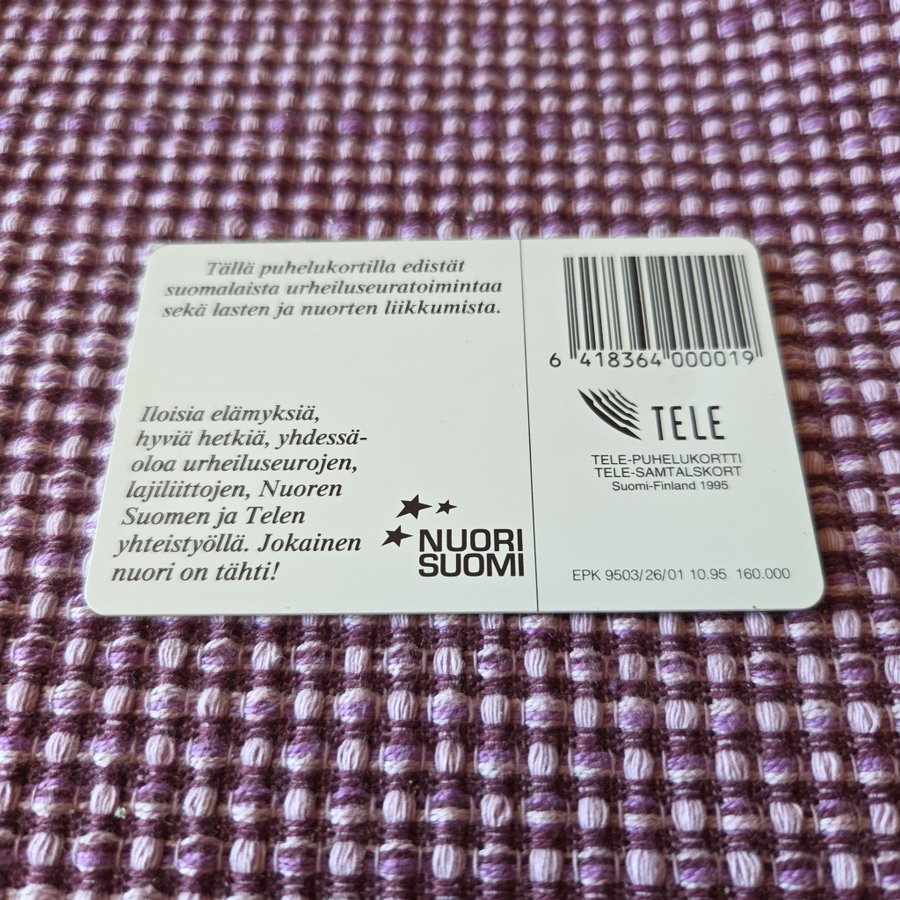 Tällä puhelukortilla edistät
suomalaista urheiluseuratoimintaa
sekä lasten ja nuorten liikkumista.
Iloisia elämyksiä,
hyviä hetkiä, yhdessä-
oloa urheiluseurojen,
lajiliittojen, Nuoren
Suomen ja Telen
yhteistyöllä. Jokainen
nuori on tähti!
NUORI
SUOMI
6 418364 000019
TELE
TELE-PUHELUKORTTI
TELE-SAMTALSKORT
Suomi-Finland 1995
EPK 9503/26/01 10.95 160.000